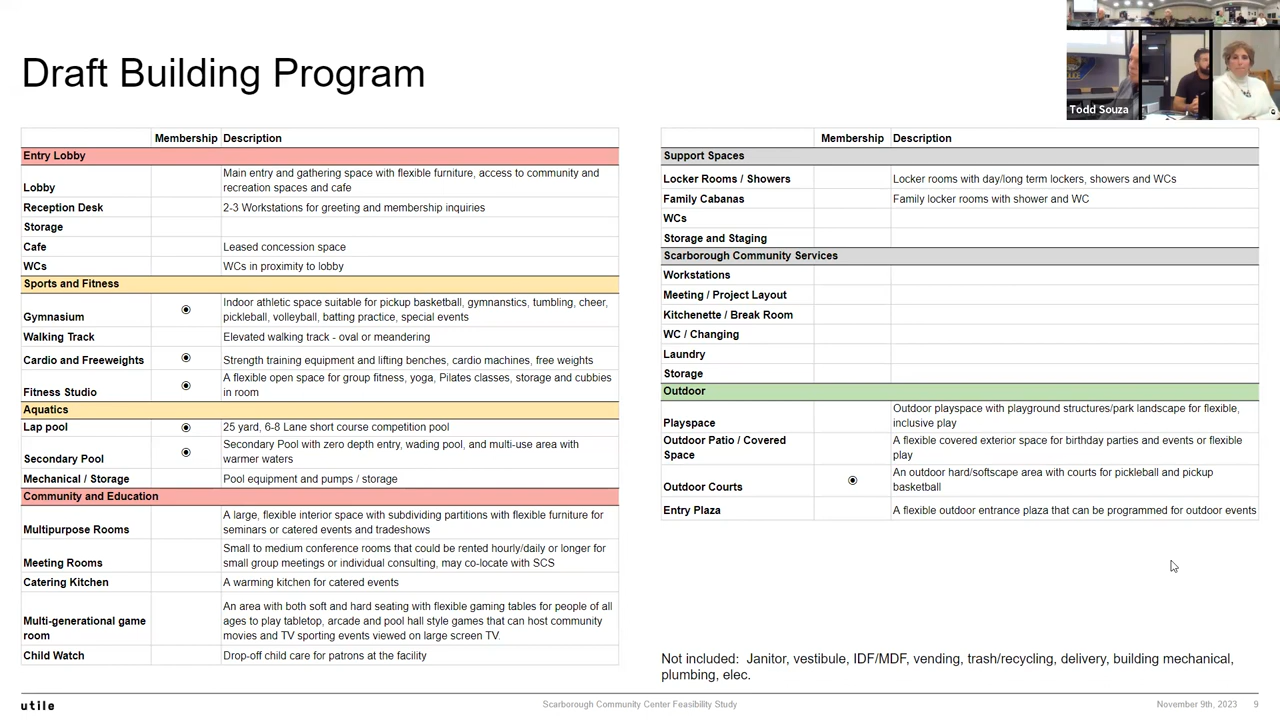 Draft Building Program
Todd Souza
Membership Description
Entry Lobby
Main entry and gathering space with flexible furniture, access to community and
Lobby recreation spaces and cafe
Reception Desk 2-3 Workstations for greeting and membership inquiries
Storage
Cafe Leased concession space
WCs WCs in proximity to lobby
Sports and Fitness
Indoor athletic space suitable for pickup basketball, gymnanstics, tumbling, cheer,
Gymnasium pickleball, volleyball, batting practice, special events
Walking Track Elevated walking track - oval or meandering
Cardio and Freeweights Strength training equipment and lifting benches, cardio machines, free weights
A flexible open space for group fitness, yoga, Pilates classes, storage and cubbies
Fitness Studio in room
Aquatics
Lap pool 25 yard, 6-8 Lane short course competition pool
Secondary Pool with zero depth entry, wading pool, and multi-use area with
Secondary Pool warmer waters
Mechanical / Storage Pool equipment and pumps / storage
Community and Education
A large, flexible interior space with subdividing partitions with flexible furniture for
Multipurpose Rooms seminars or catered events and tradeshows
Small to medium conference rooms that could be rented hourly/daily or longer for
Meeting Rooms small group meetings or individual consulting, may co-locate with SCS
Catering Kitchen A warming kitchen for catered events
An area with both soft and hard seating with flexible gaming tables for people of all
Multi-generational game ages to play tabletop, arcade and pool hall style games that can host community
room movies and TV sporting events viewed on large screen TV.
Child Watch Drop-off child care for patrons at the facility
Membership Description
Support Spaces
Locker Rooms / Showers Locker rooms with day/long term lockers, showers and WCs
Family Cabanas Family locker rooms with shower and WC
WCs
Storage and Staging
Scarborough Community Services
Workstations
Meeting / Project Layout
Kitchenette / Break Room
WC / Changing
Laundry
Storage
Outdoor
Outdoor playspace with playground structures/park landscape for flexible,
Playspace inclusive play
Outdoor Patio / Covered A flexible covered exterior space for birthday parties and events or flexible
Space play
An outdoor hard/softscape area with courts for pickleball and pickup
Outdoor Courts basketball
Entry Plaza A flexible outdoor entrance plaza that can be programmed for outdoor events
Not included: Janitor, vestibule, IDF/MDF, vending, trash/recycling, delivery, building mechanical,
plumbing, elec.
utile Scarborough Community Center Feasibility Study November 9th, 2023 9